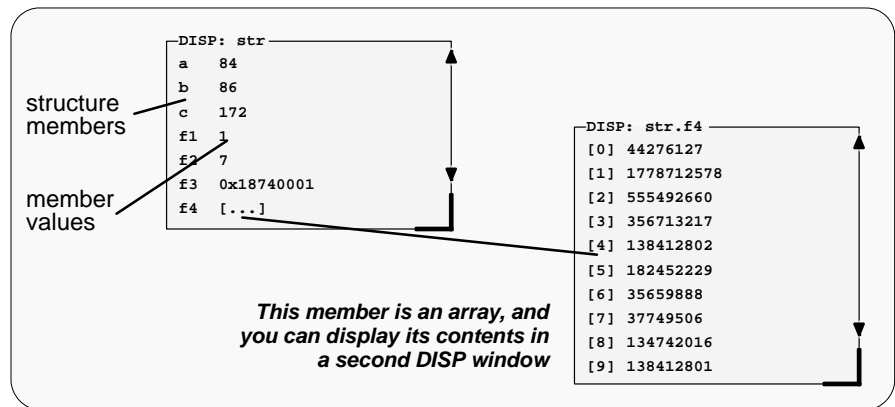 DISP: str
a 84
b 86
c 172
f1 1
f2 7
f3 0x18740001
f4 [...]
structure
members
member
values
DISP: str.f4
[0] 44276127
[1] 1778712578
[2] 555492660
[3] 356713217
[4] 138412802
[5] 182452229
[6] 35659888
[7] 37749506
[8] 134742016
[9] 138412801
This member is an array, and
you can display its contents in
a second DISP window